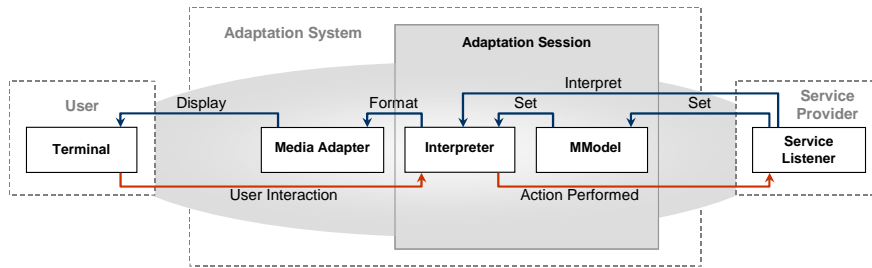 Adaptation System
Adaptation Session
User
Display
Format
Set
Interpret
Set
Service
Provider
Terminal
Media Adapter
Interpreter
MModel
Service
Listener
User Interaction
Action Performed